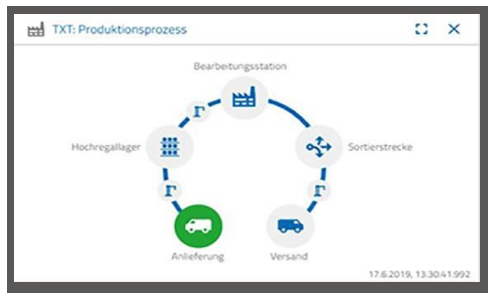 TXT: Produktionsprozess
Bearbeitungsstation
Hochregallager
Sortierstrecke
Anlieferung
Versand
17.6.2019, 13:30:41.992